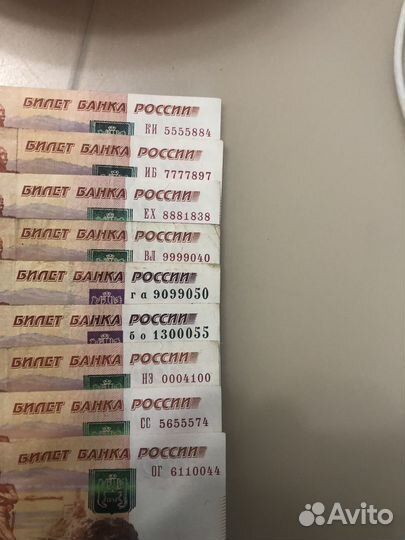 БИЛЕТ БАНКА РОССИИ
КИ 5555884
БИЛЕТ БАНКА РОССИИ
ИБ 7777897
БИЛЕТ БАНКА РОССИИ
ЕХ 8881838
БИЛЕТ БАНКА РОССИИ
ВЛ 9999040
БИЛЕТ БАНКА РОССИИ
га 9099050
БИЛЕТ БАНКА РОССИИ
бо 1300055
БИЛЕТ БАНКА РОССИИ
НЭ 0004100
БИЛЕТ БАНКА РОССИИ
СС 5655574
БИЛЕТ БАНКА РОССИИ
ОГ 6110044
Avito